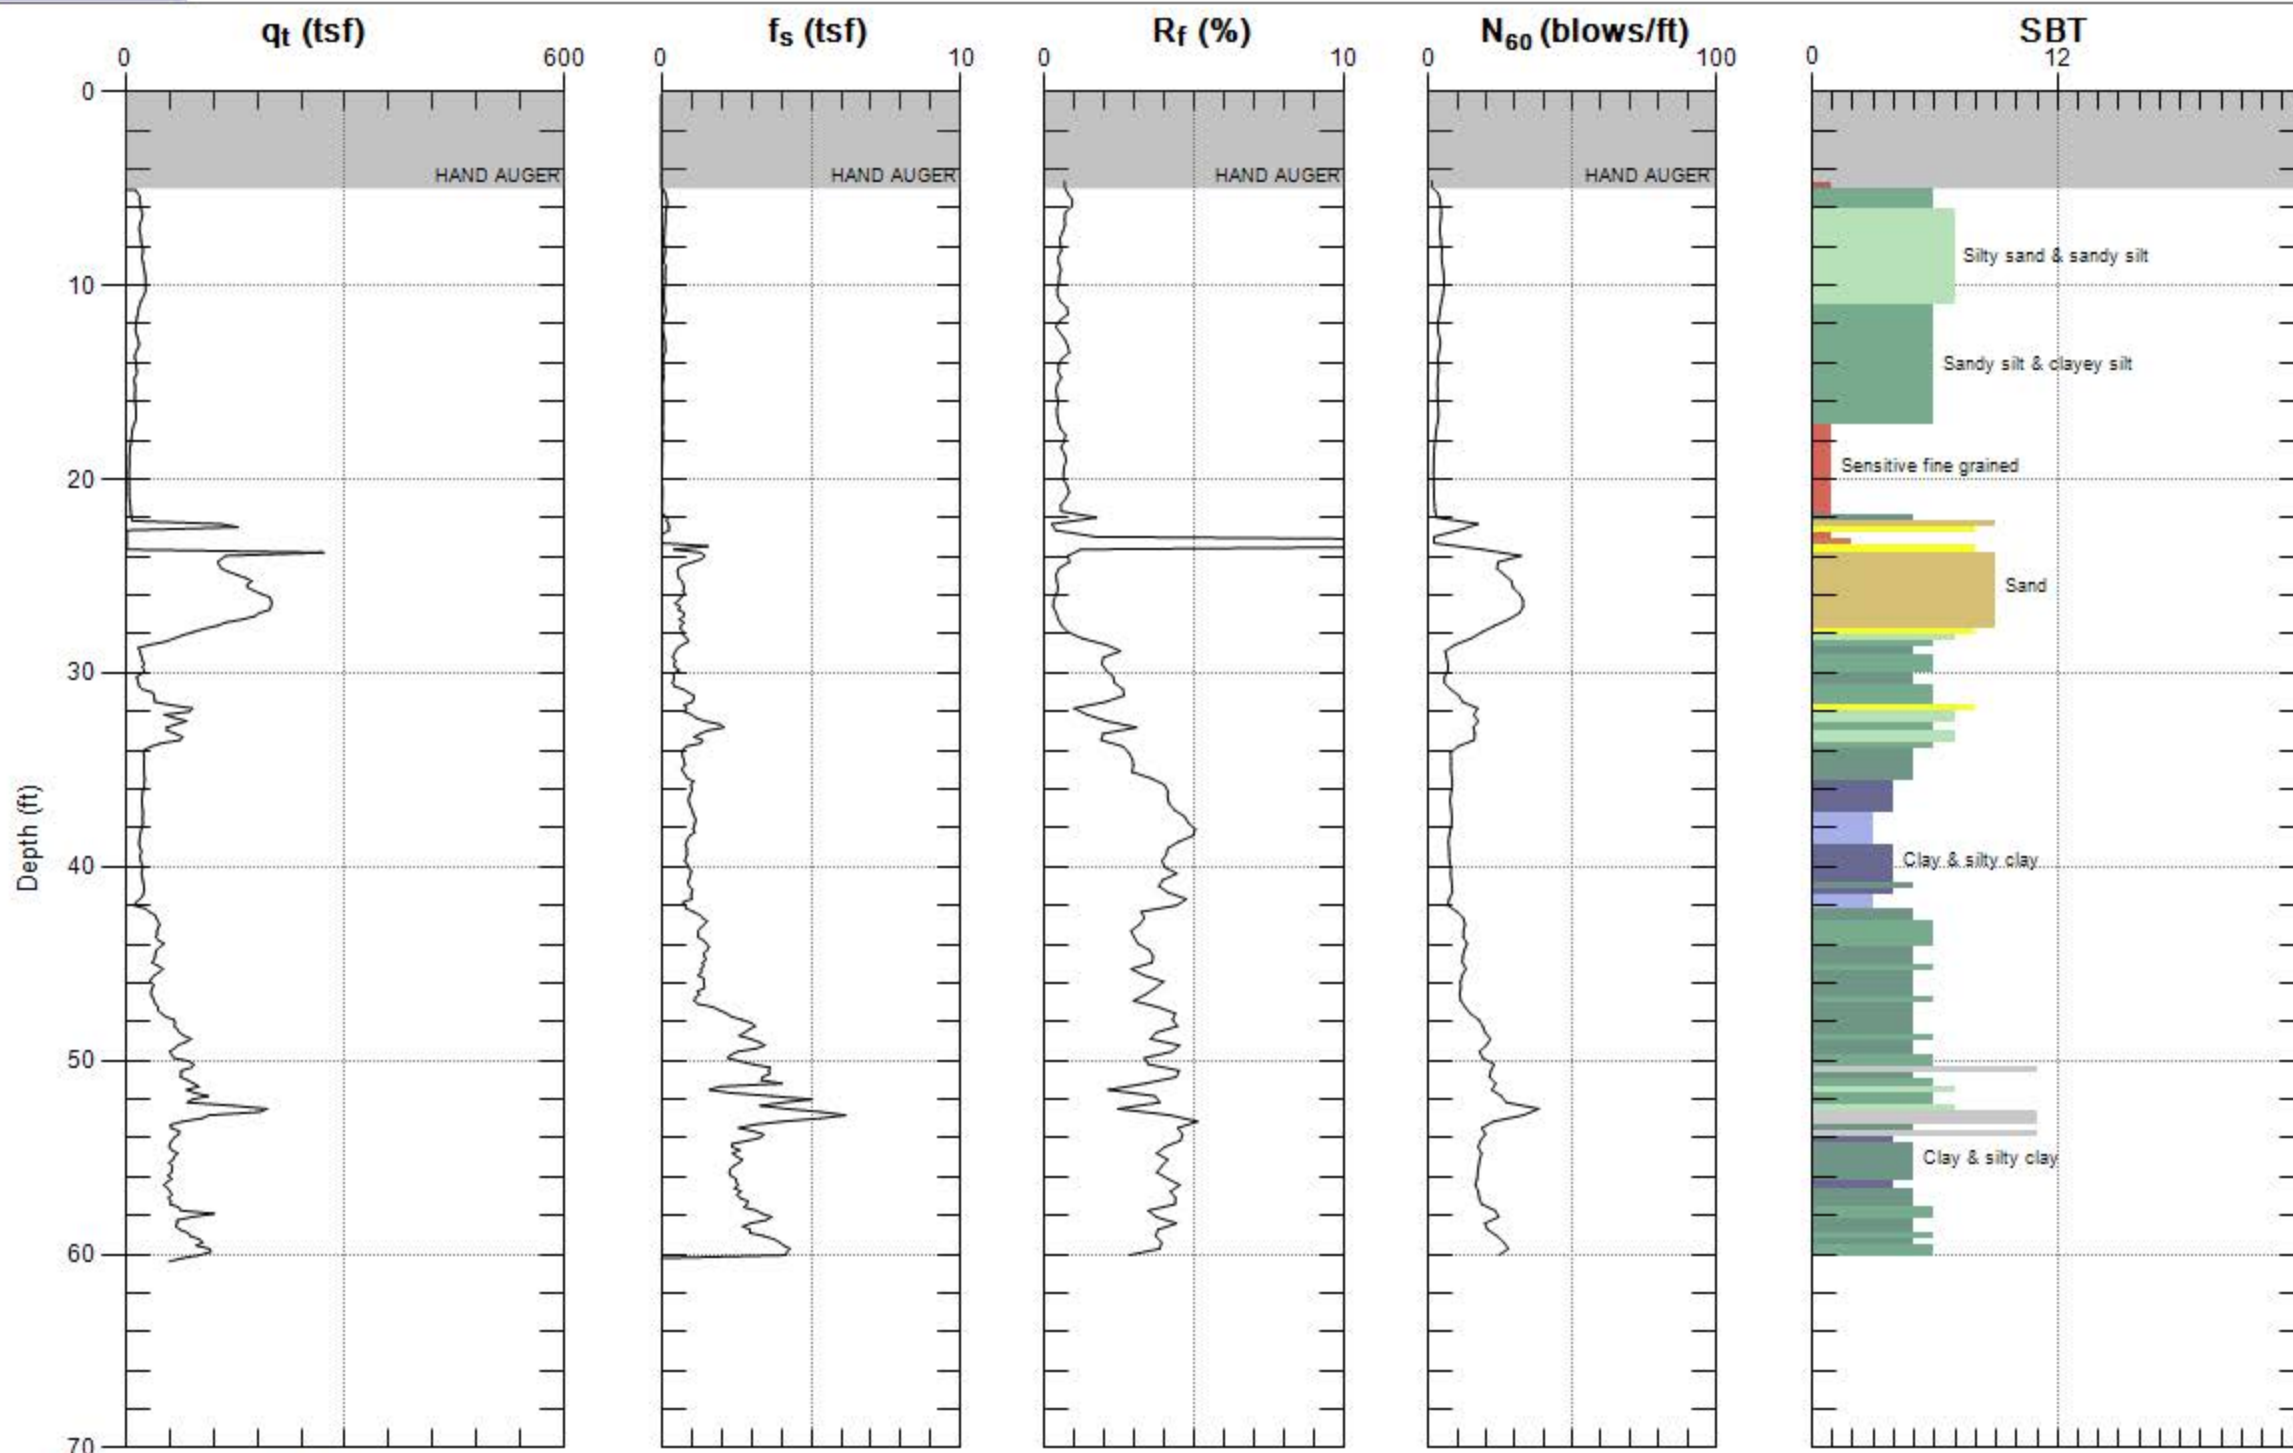 qt (tsf) fs (tsf) Rf (%) N60 (blows/ft) SBT
0 600 0 10 0 10 0 100 0 12
0
HAND AUGER HAND AUGER HAND AUGER HAND AUGER
Silty sand & sandy silt
10
Sandy silt & clayey silt
Sensitive fine grained
20
Sand
30
Depth (ft)
Clay & silty clay
40
50
Clay & silty clay
60
70